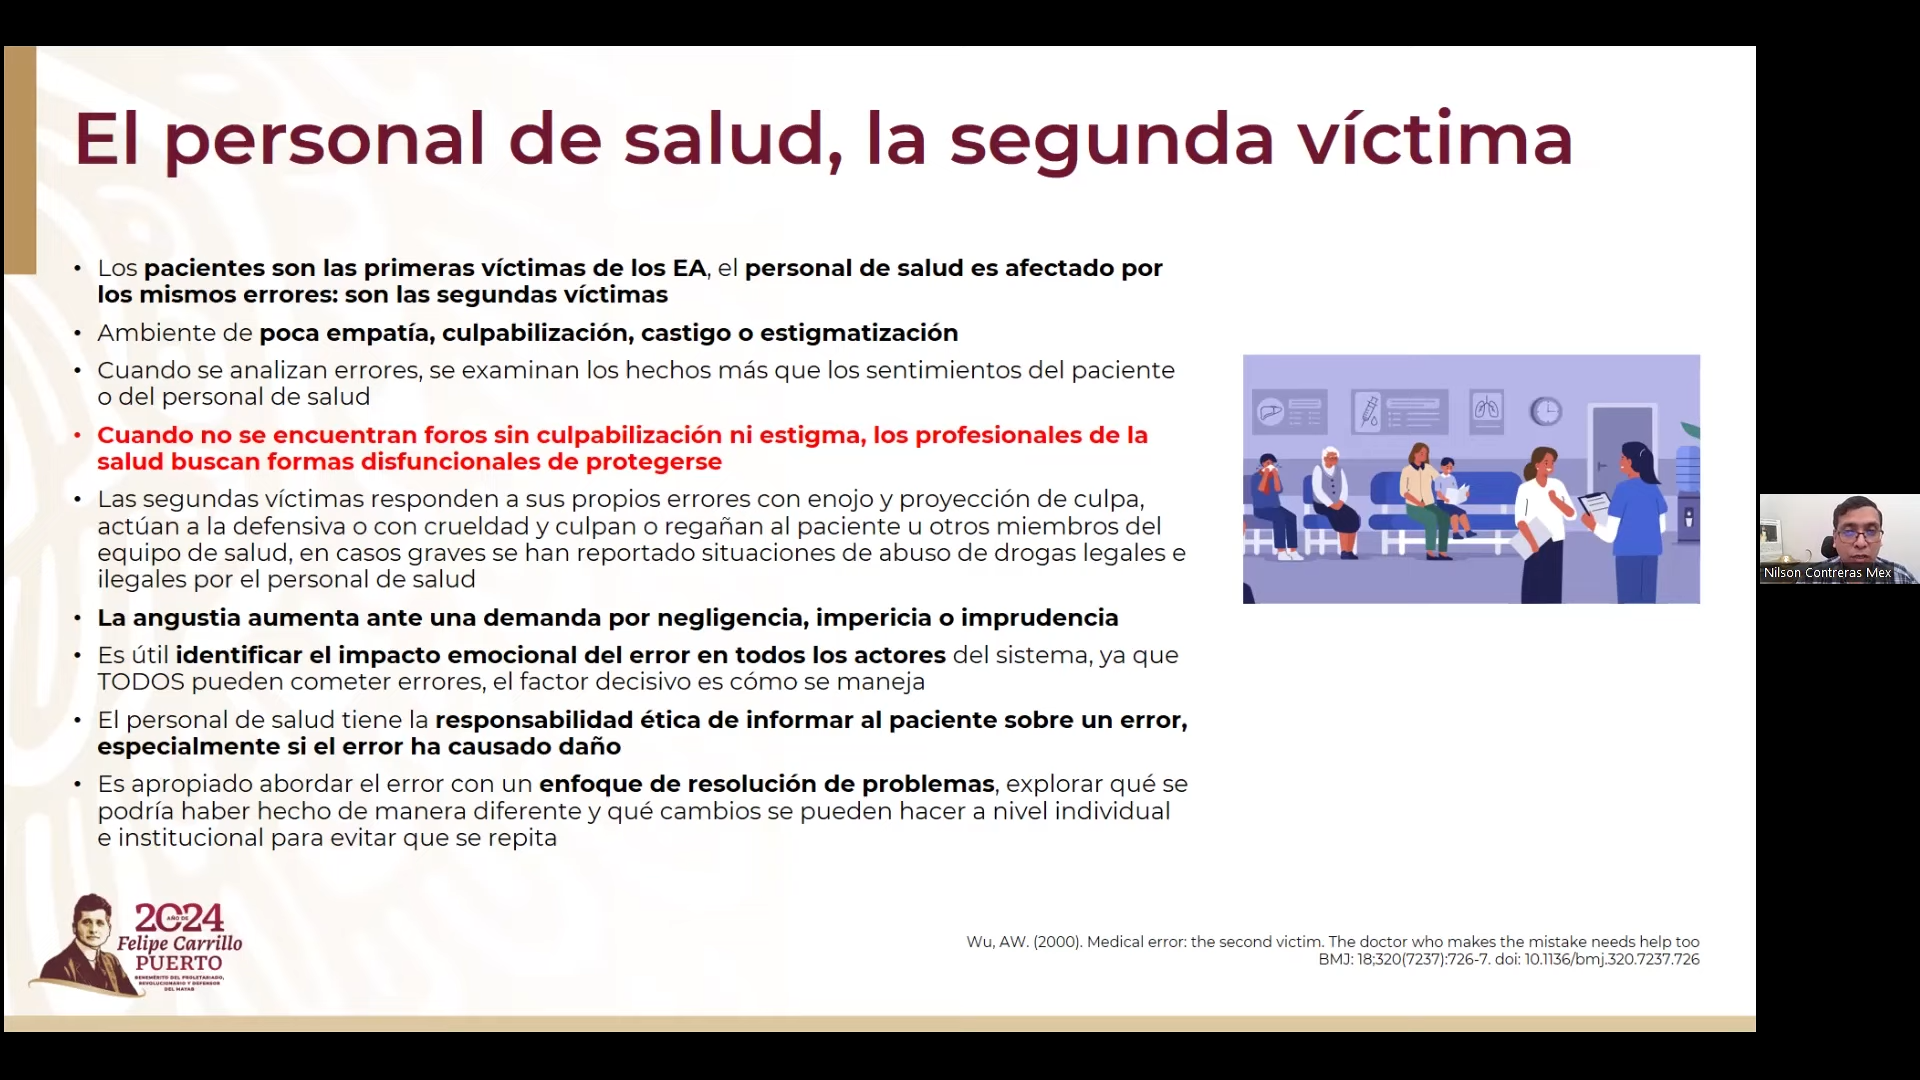 El personal de salud, la segunda víctima
• Los pacientes son las primeras víctimas de los EA, el personal de salud es afectado por
los mismos errores: son las segundas víctimas
• Ambiente de poca empatía, culpabilización, castigo o estigmatización
• Cuando se analizan errores, se examinan los hechos más que los sentimientos del paciente
o del personal de salud
• Cuando no se encuentran foros sin culpabilización ni estigma, los profesionales de la
salud buscan formas disfuncionales de protegerse
• Las segundas víctimas responden a sus propios errores con enojo y proyección de culpa,
actúan a la defensiva o con crueldad y culpan o regañan al paciente u otros miembros del
equipo de salud, en casos graves se han reportado situaciones de abuso de drogas legales e
ilegales por el personal de salud
• La angustia aumenta ante una demanda por negligencia, impericia o imprudencia
• Es útil identificar el impacto emocional del error en todos los actores del sistema, ya que
TODOS pueden cometer errores, el factor decisivo es cómo se maneja
• El personal de salud tiene la responsabilidad ética de informar al paciente sobre un error,
especialmente si el error ha causado daño
• Es apropiado abordar el error con un enfoque de resolución de problemas, explorar qué se
podría haber hecho de manera diferente y qué cambios se pueden hacer a nivel individual
e institucional para evitar que se repita
Nilson Contreras Mex
2024
AÑO DE
Felipe Carrillo
PUERTO
BENEMÉRITO DEL PROLETARIADO,
REVOLUCIONARIO Y DEFENSOR
DEL MAYAB
Wu, AW. (2000). Medical error: the second victim. The doctor who makes the mistake needs help too
BMJ: 18;320(7237):726-7. doi: 10.1136/bmj.320.7237.726